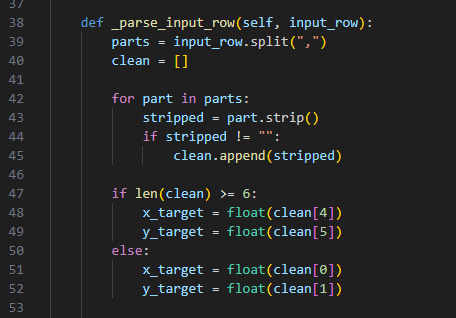 37
38 def _parse_input_row(self, input_row):
39 parts = input_row.split(",")
40 clean = []
41
42 for part in parts:
43 stripped = part.strip()
44 if stripped != "":
45 clean.append(stripped)
46
47 if len(clean) >= 6:
48 x_target = float(clean[4])
49 y_target = float(clean[5])
50 else:
51 x_target = float(clean[0])
52 y_target = float(clean[1])
53